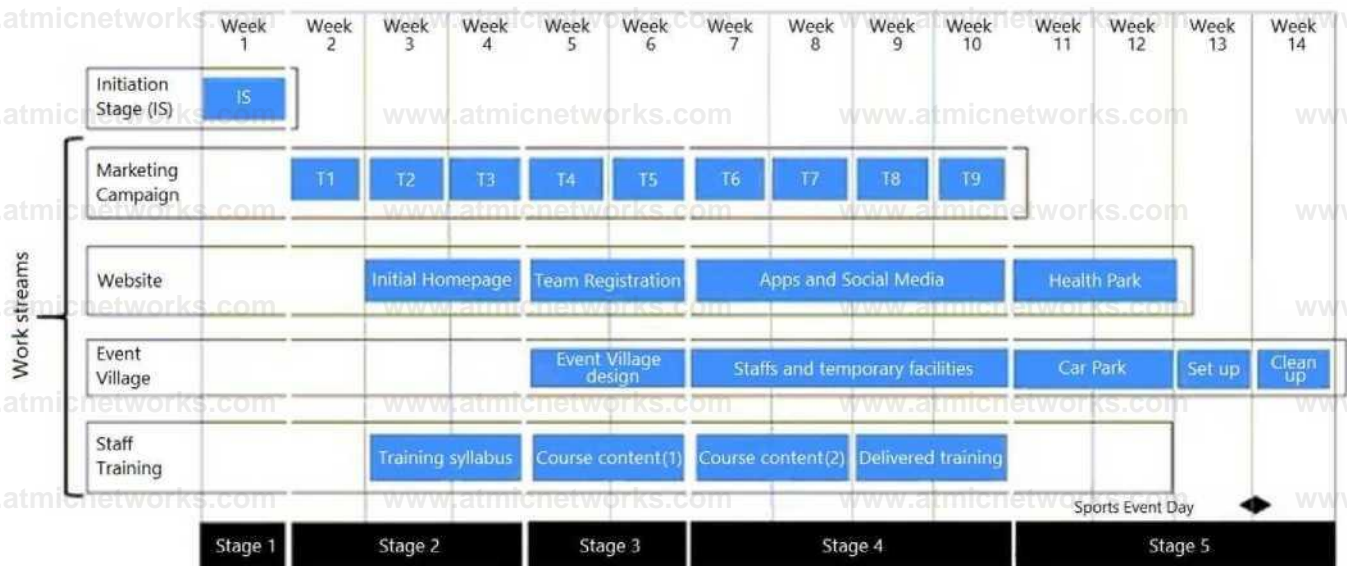 Week 1
Week 2
Week 3
Week 4
Week 5
Week 6
Week 7
Week 8
Week 9
Week 10
Week 11
Week 12
Week 13
Week 14
Initiation
Stage (IS)
IS
Work streams
Marketing
Campaign
T1
T2
T3
T4
T5
T6
T7
T8
T9
Website
Initial Homepage
Team Registration
Apps and Social Media
Health Park
Event
Village
Event Village
design
Staffs and temporary facilities
Car Park
Set up
Clean
up
Staff
Training
Training syllabus
Course content(1)
Course content(2)
Delivered training
Sports Event Day
Stage 1
Stage 2
Stage 3
Stage 4
Stage 5
www.atmicnetworks.com